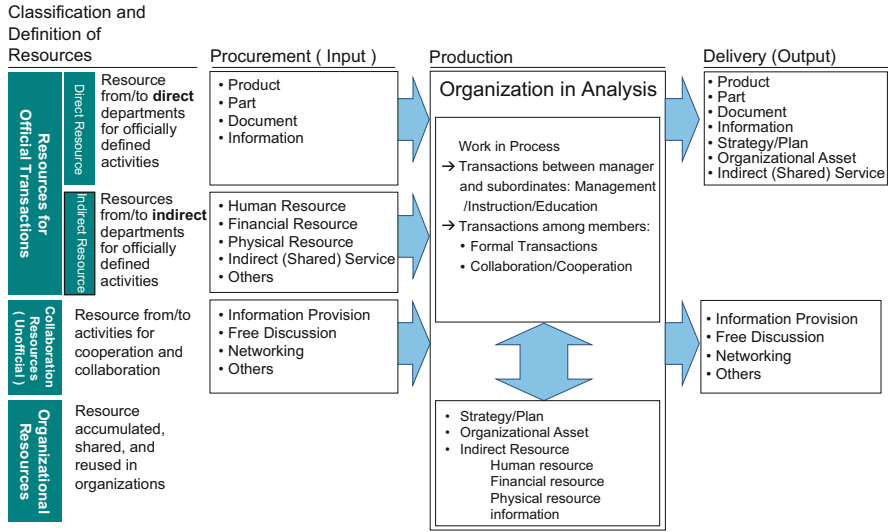 Classification and
Definition of
Resources
Procurement ( Input )
Production
Delivery (Output)
Resources for
Official Transactions
Direct Resource
Resource
from/to direct
departments
for officially
defined
activities
• Product
• Part
• Document
• Information
Indirect Resource
Resources
from/to indirect
departments
for officially
defined
activities
• Human Resource
• Financial Resource
• Physical Resource
• Indirect (Shared) Service
• Others
Collaboration
Resources
( Unofficial )
Resource from/to
activities for
cooperation and
collaboration
• Information Provision
• Free Discussion
• Networking
• Others
Organizational
Resources
Resource
accumulated,
shared, and
reused in
organizations
Organization in Analysis
Work in Process
→ Transactions between manager
and subordinates: Management
/Instruction/Education
→ Transactions among members:
• Formal Transactions
• Collaboration/Cooperation
• Strategy/Plan
• Organizational Asset
• Indirect Resource
Human resource
Financial resource
Physical resource
information
• Product
• Part
• Document
• Information
• Strategy/Plan
• Organizational Asset
• Indirect (Shared) Service
• Information Provision
• Free Discussion
• Networking
• Others